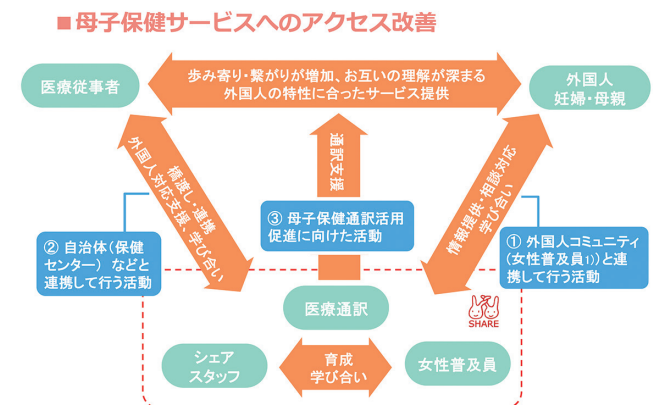 ■母子保健サービスへのアクセス改善
医療従事者
歩み寄り・繋がりが増加、お互いの理解が深まる
外国人の特性に合ったサービス提供
外国人
妊婦・母親
橋渡し・連携
外国人対応支援、学び合い
通訳支援
情報提供・相談対応
学び合い
② 自治体(保健
センター) などと
連携して行う活動
③ 母子保健通訳活用
促進に向けた活動
① 外国人コミュニティ
(女性普及員1))と連
携して行う活動
医療通訳
SHARE
シェア
スタッフ
育成
学び合い
女性普及員